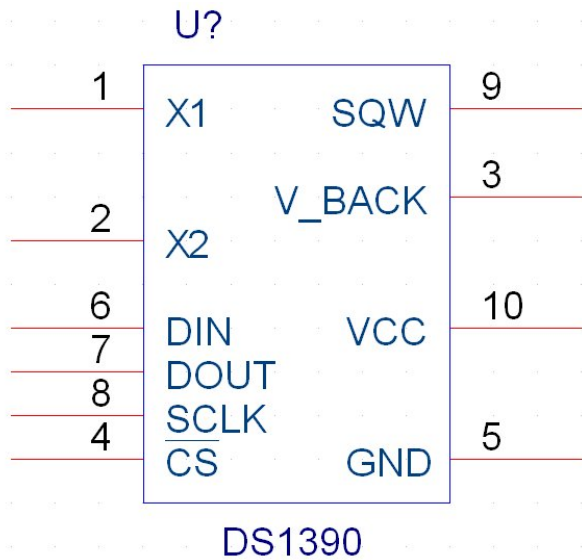 U?
1 X1 SQW 9
V_BACK 3
2 X2
6 DIN VCC 10
7 DOUT
8 SCLK
4 CS GND 5
DS1390